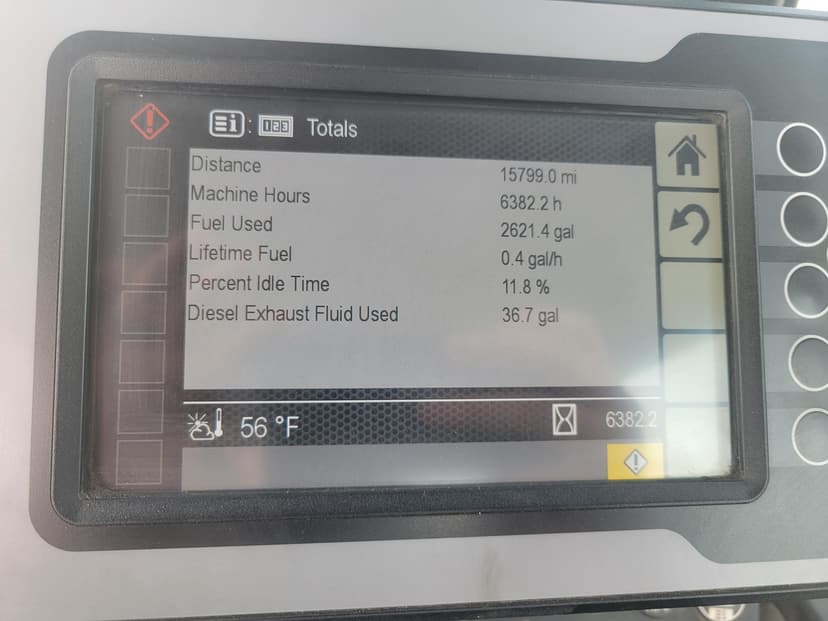 123 Totals
Distance 15799.0 mi
Machine Hours 6382.2 h
Fuel Used 2621.4 gal
Lifetime Fuel 0.4 gal/h
Percent Idle Time 11.8 %
Diesel Exhaust Fluid Used 36.7 gal
56 °F 6382.2